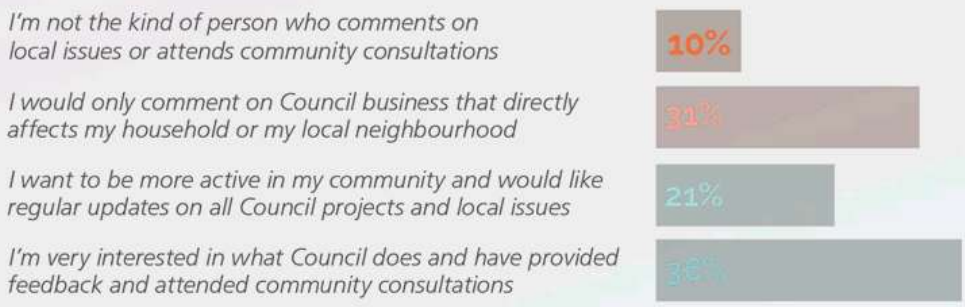 I'm not the kind of person who comments on
local issues or attends community consultations
10%
I would only comment on Council business that directly
affects my household or my local neighbourhood
31%
I want to be more active in my community and would like
regular updates on all Council projects and local issues
21%
I'm very interested in what Council does and have provided
feedback and attended community consultations